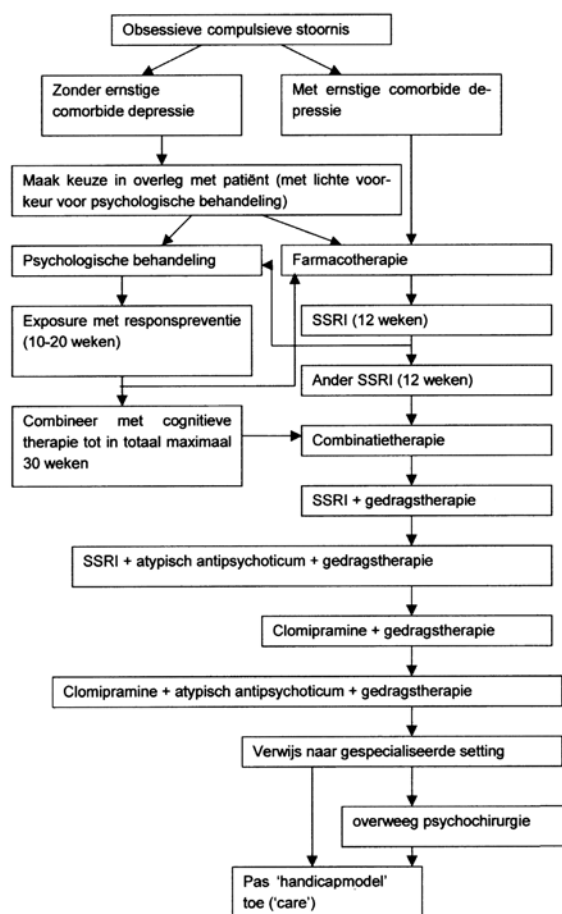 Obsessieve compulsieve stoornis
Zonder ernstige
comorbide depressie
Met ernstige comorbide de-
pressie
Maak keuze in overleg met patiënt (met lichte voor-
keur voor psychologische behandeling)
Psychologische behandeling
Farmacotherapie
Exposure met responspreventie
(10-20 weken)
SSRI (12 weken)
Ander SSRI (12 weken)
Combineer met cognitieve
therapie tot in totaal maximaal
30 weken
Combinatietherapie
SSRI + gedragstherapie
SSRI + atypisch antipsychoticum + gedragstherapie
Clomipramine + gedragstherapie
Clomipramine + atypisch antipsychoticum + gedragstherapie
Verwijs naar gespecialiseerde setting
overweeg psychochirurgie
Pas ‘handicapmodel’
toe (‘care’)